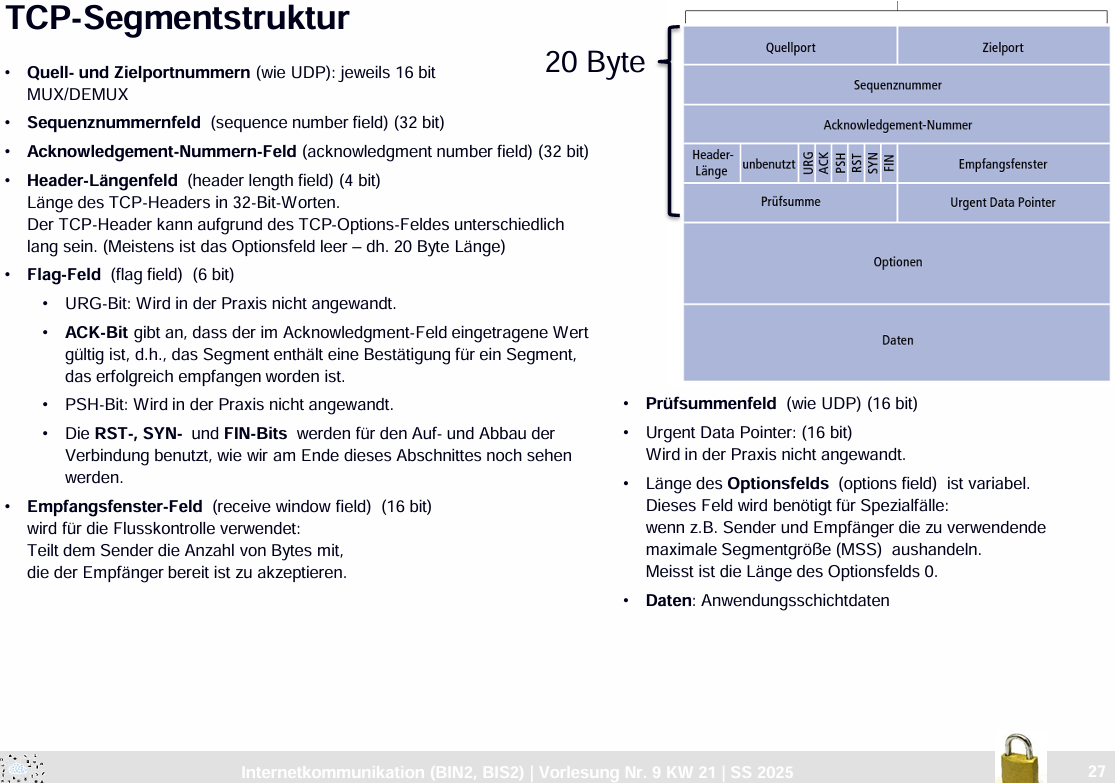 TCP-Segmentstruktur
• Quell- und Zielportnummern (wie UDP): jeweils 16 bit
MUX/DEMUX
• Sequenznummernfeld (sequence number field) (32 bit)
• Acknowledgement-Nummern-Feld (acknowledgment number field) (32 bit)
• Header-Längenfeld (header length field) (4 bit)
Länge des TCP-Headers in 32-Bit-Worten.
Der TCP-Header kann aufgrund des TCP-Options-Feldes unterschiedlich
lang sein. (Meistens ist das Optionsfeld leer – dh. 20 Byte Länge)
• Flag-Feld (flag field) (6 bit)
• URG-Bit: Wird in der Praxis nicht angewandt.
• ACK-Bit gibt an, dass der im Acknowledgment-Feld eingetragene Wert
gültig ist, d.h., das Segment enthält eine Bestätigung für ein Segment,
das erfolgreich empfangen worden ist.
• PSH-Bit: Wird in der Praxis nicht angewandt.
• Die RST-, SYN- und FIN-Bits werden für den Auf- und Abbau der
Verbindung benutzt, wie wir am Ende dieses Abschnittes noch sehen
werden.
• Empfangsfenster-Feld (receive window field) (16 bit)
wird für die Flusskontrolle verwendet:
Teilt dem Sender die Anzahl von Bytes mit,
die der Empfänger bereit ist zu akzeptieren.
20 Byte
Quellport Zielport
Sequenznummer
Acknowledgement-Nummer
Header-
Länge
unbenutzt URG ACK PSH RST SYN FIN Empfangsfenster
Prüfsumme Urgent Data Pointer
Optionen
Daten
• Prüfsummenfeld (wie UDP) (16 bit)
• Urgent Data Pointer: (16 bit)
Wird in der Praxis nicht angewandt.
• Länge des Optionsfelds (options field) ist variabel.
Dieses Feld wird benötigt für Spezialfälle:
wenn z.B. Sender und Empfänger die zu verwendende
maximale Segmentgröße (MSS) aushandeln.
Meisst ist die Länge des Optionsfelds 0.
• Daten: Anwendungsschichtdaten
Internetkommunikation (BIN2, BIS2) | Vorlesung Nr. 9 KW 21 | SS 2025
27